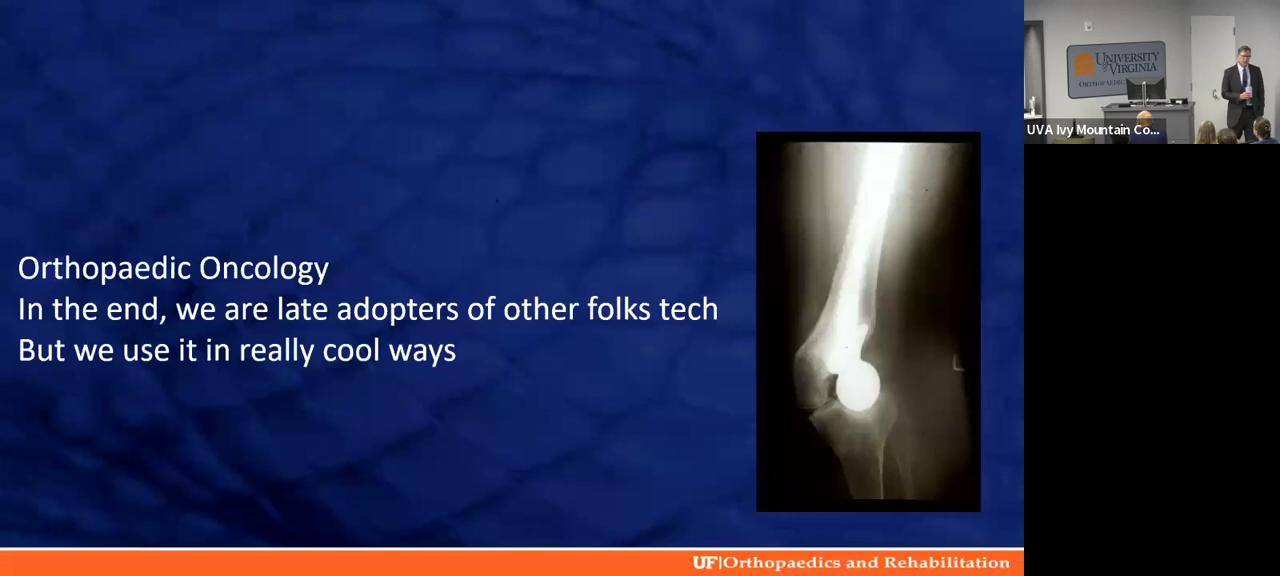 Orthopaedic Oncology
In the end, we are late adopters of other folks tech
But we use it in really cool ways
UF|Orthopaedics and Rehabilitation
UNIVERSITY
of VIRGINIA
UVA Ivy Mountain Co...